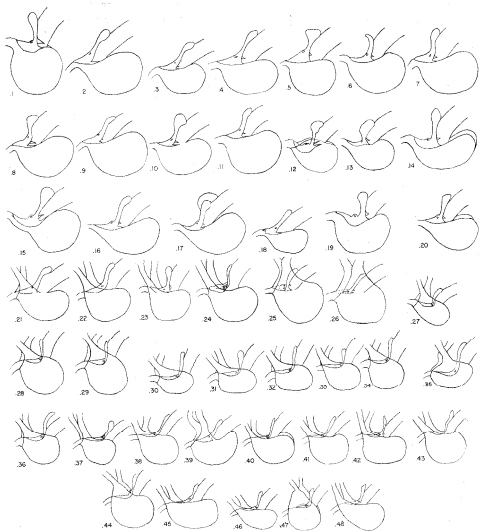 .1 .2 .3 .4 .5 .6 .7
.8 .9 .10 .11 .12 .13 .14
.15 .16 .17 .18 .19 .20
.21 .22 .23 .24 .25 .26 .27
.28 .29 .30 .31 .32 .33 .34 .35
.36 .37 .38 .39 .40 .41 .42 .43
.44 .45 .46 .47 .48